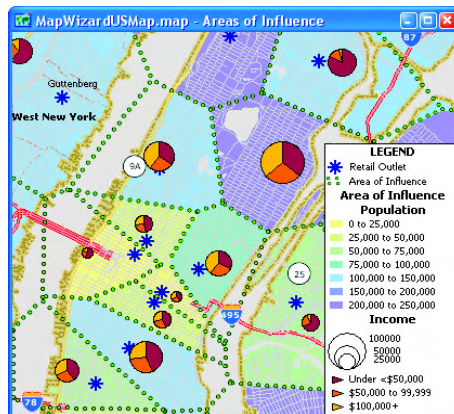 MapWizardUSMap.map - Areas of Influence
87
Guttenberg
West New York
9A
25
495
78
LEGEND
Retail Outlet
Area of Influence
Area of Influence
Population
0 to 25,000
25,000 to 50,000
50,000 to 75,000
75,000 to 100,000
100,000 to 150,000
150,000 to 200,000
200,000 to 250,000
Income
100000
50000
25000
Under <$50,000
$50,000 to 99,999
$100,000+